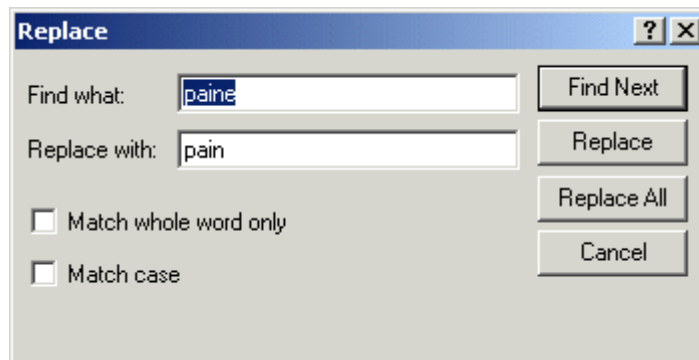 Replace
Find what: paine Find Next
Replace with: pain Replace
Replace All
Match whole word only
Cancel
Match case